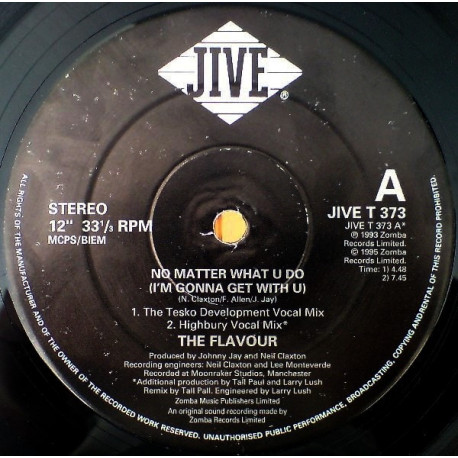 JIVE
®
STEREO
12" 33⅓ RPM
MCPS/BIEM
A
JIVE T 373
JIVE T 373 A*
℗ 1993 Zomba
Records Limited.
© 1995 Zomba
Records Limited.
Time: 1) 4.48
2) 7.45
NO MATTER WHAT U DO
(I'M GONNA GET WITH U)
(N. Claxton/F. Allen/J. Jay)
1. The Tesko Development Vocal Mix
2. Highbury Vocal Mix*
THE FLAVOUR
Produced by Johnny Jay and Neil Claxton
Recording engineers: Neil Claxton and Lee Monteverde
Recorded at Moonraker Studios, Manchester
*Additional production by Tall Paul and Larry Lush
Remix by Tall Paul. Engineered by Larry Lush
Zomba Music Publishers Limited
An original sound recording made by
Zomba Records Limited
ALL RIGHTS OF THE MANUFACTURER AND OF THE OWNER OF THE RECORDED WORK RESERVED. UNAUTHORISED PUBLIC PERFORMANCE, BROADCASTING, COPYING AND RENTAL OF THIS RECORD PROHIBITED.